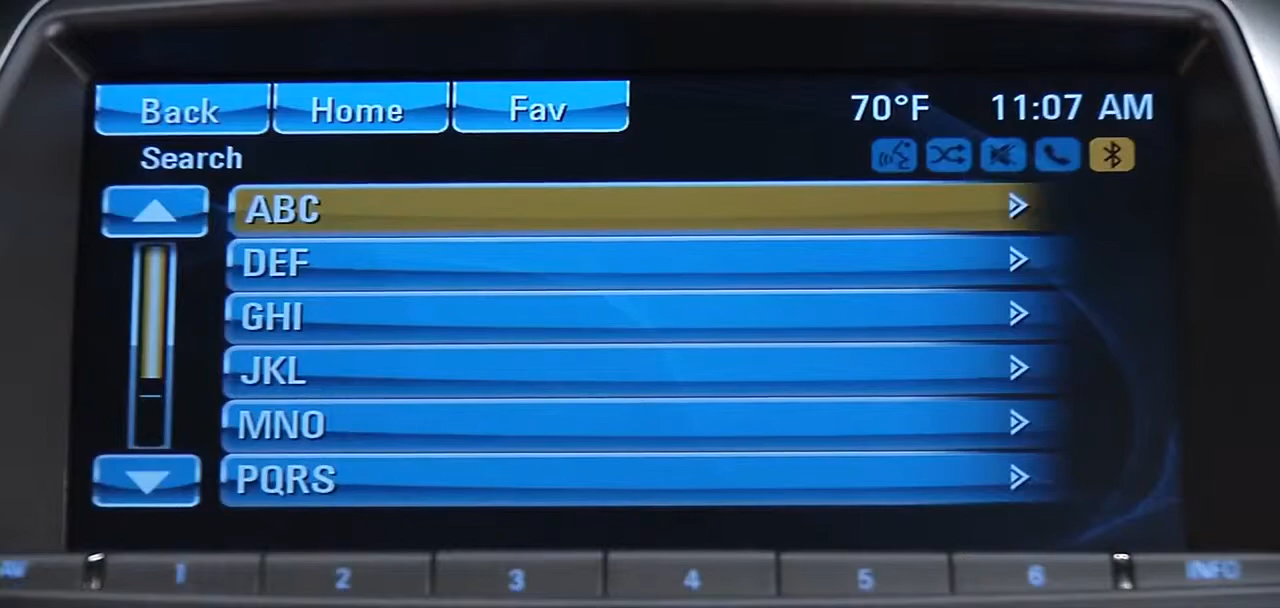 Back Home Fav 70°F 11:07 AM
Search
ABC
DEF
GHI
JKL
MNO
PQRS
1 2 3 4 5 6 INFO